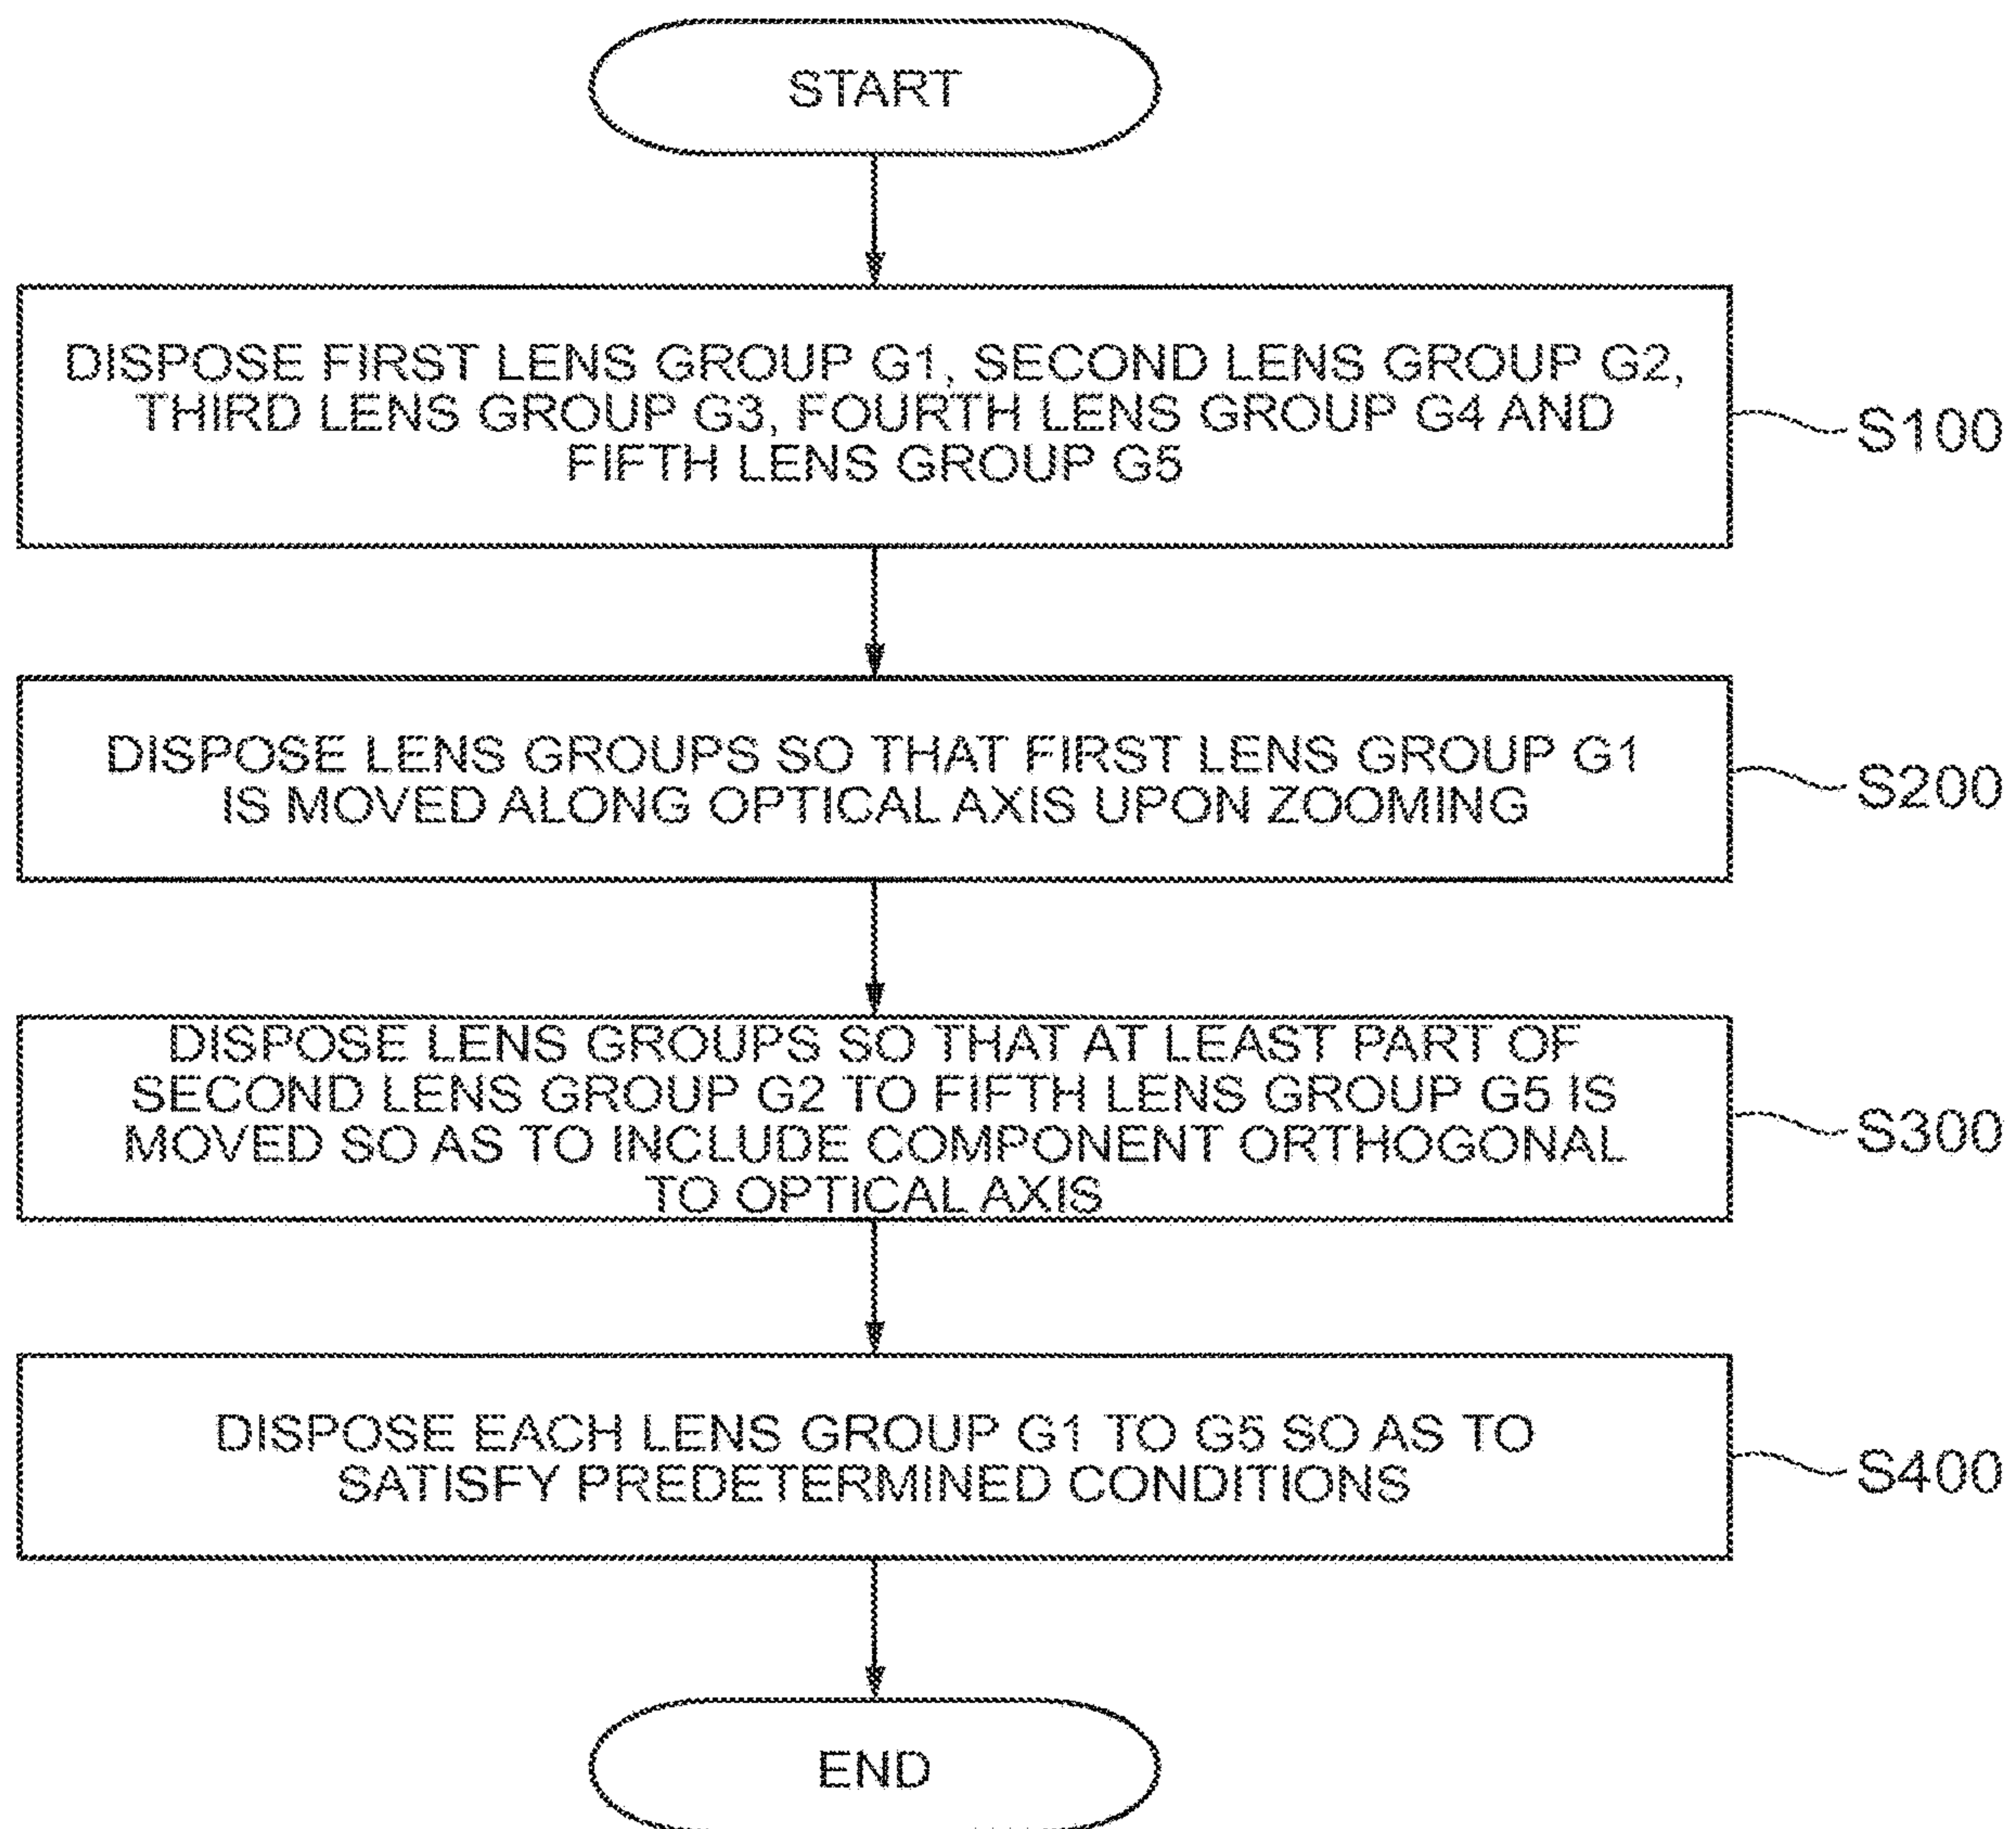 START
DISPOSE FIRST LENS GROUP G1, SECOND LENS GROUP G2,
THIRD LENS GROUP G3, FOURTH LENS GROUP G4 AND
FIFTH LENS GROUP G5
S100
DISPOSE LENS GROUPS SO THAT FIRST LENS GROUP G1
IS MOVED ALONG OPTICAL AXIS UPON ZOOMING
S200
DISPOSE LENS GROUPS SO THAT AT LEAST PART OF
SECOND LENS GROUP G2 TO FIFTH LENS GROUP G5 IS
MOVED SO AS TO INCLUDE COMPONENT ORTHOGONAL
TO OPTICAL AXIS
S300
DISPOSE EACH LENS GROUP G1 TO G5 SO AS TO
SATISFY PREDETERMINED CONDITIONS
S400
END